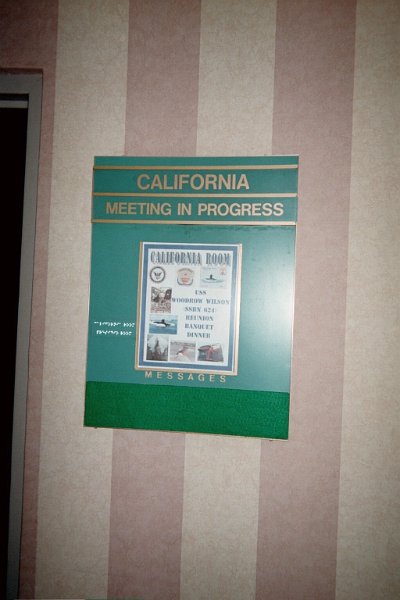 CALIFORNIA
MEETING IN PROGRESS
CALIFORNIA ROOM
USS
WOODROW WILSON
SSBN 624
REUNION
BANQUET
DINNER
MESSAGES